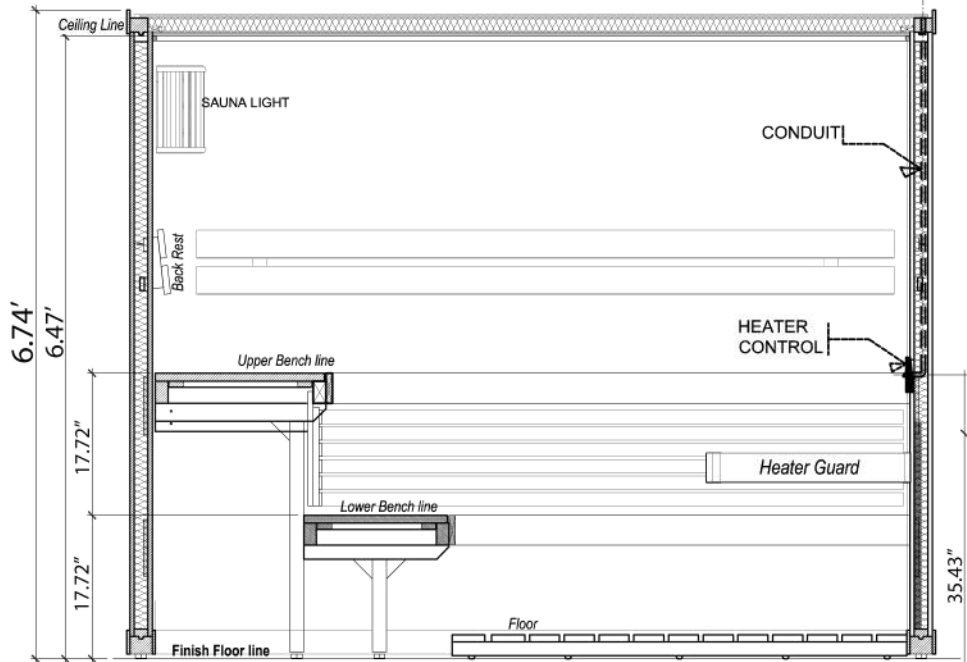 Ceiling Line
SAUNA LIGHT
CONDUIT
Back Rest
6.74'
6.47'
HEATER
CONTROL
Upper Bench line
17.72"
Heater Guard
Lower Bench line
17.72"
35.43"
Floor
Finish Floor line